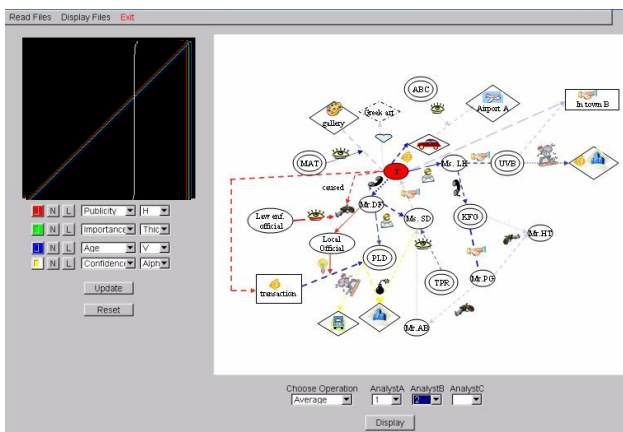 Read Files Display Files Exit
ABC
Greek art
gallery
Airport A
In town B
MAT
T
Ms. LK
UVB
caused
Mr.DF
Law enf. official
Ms. SD
KFG
Mr.HT
Local Official
PLD
TPR
Mr.PG
transaction
Mr.AB
N L Publicity H
N L Importance Thic
N L Age V
N L Confidenc Alph
Update
Reset
Choose Operation AnalystA AnalystB AnalystC
Average 1 2
Display